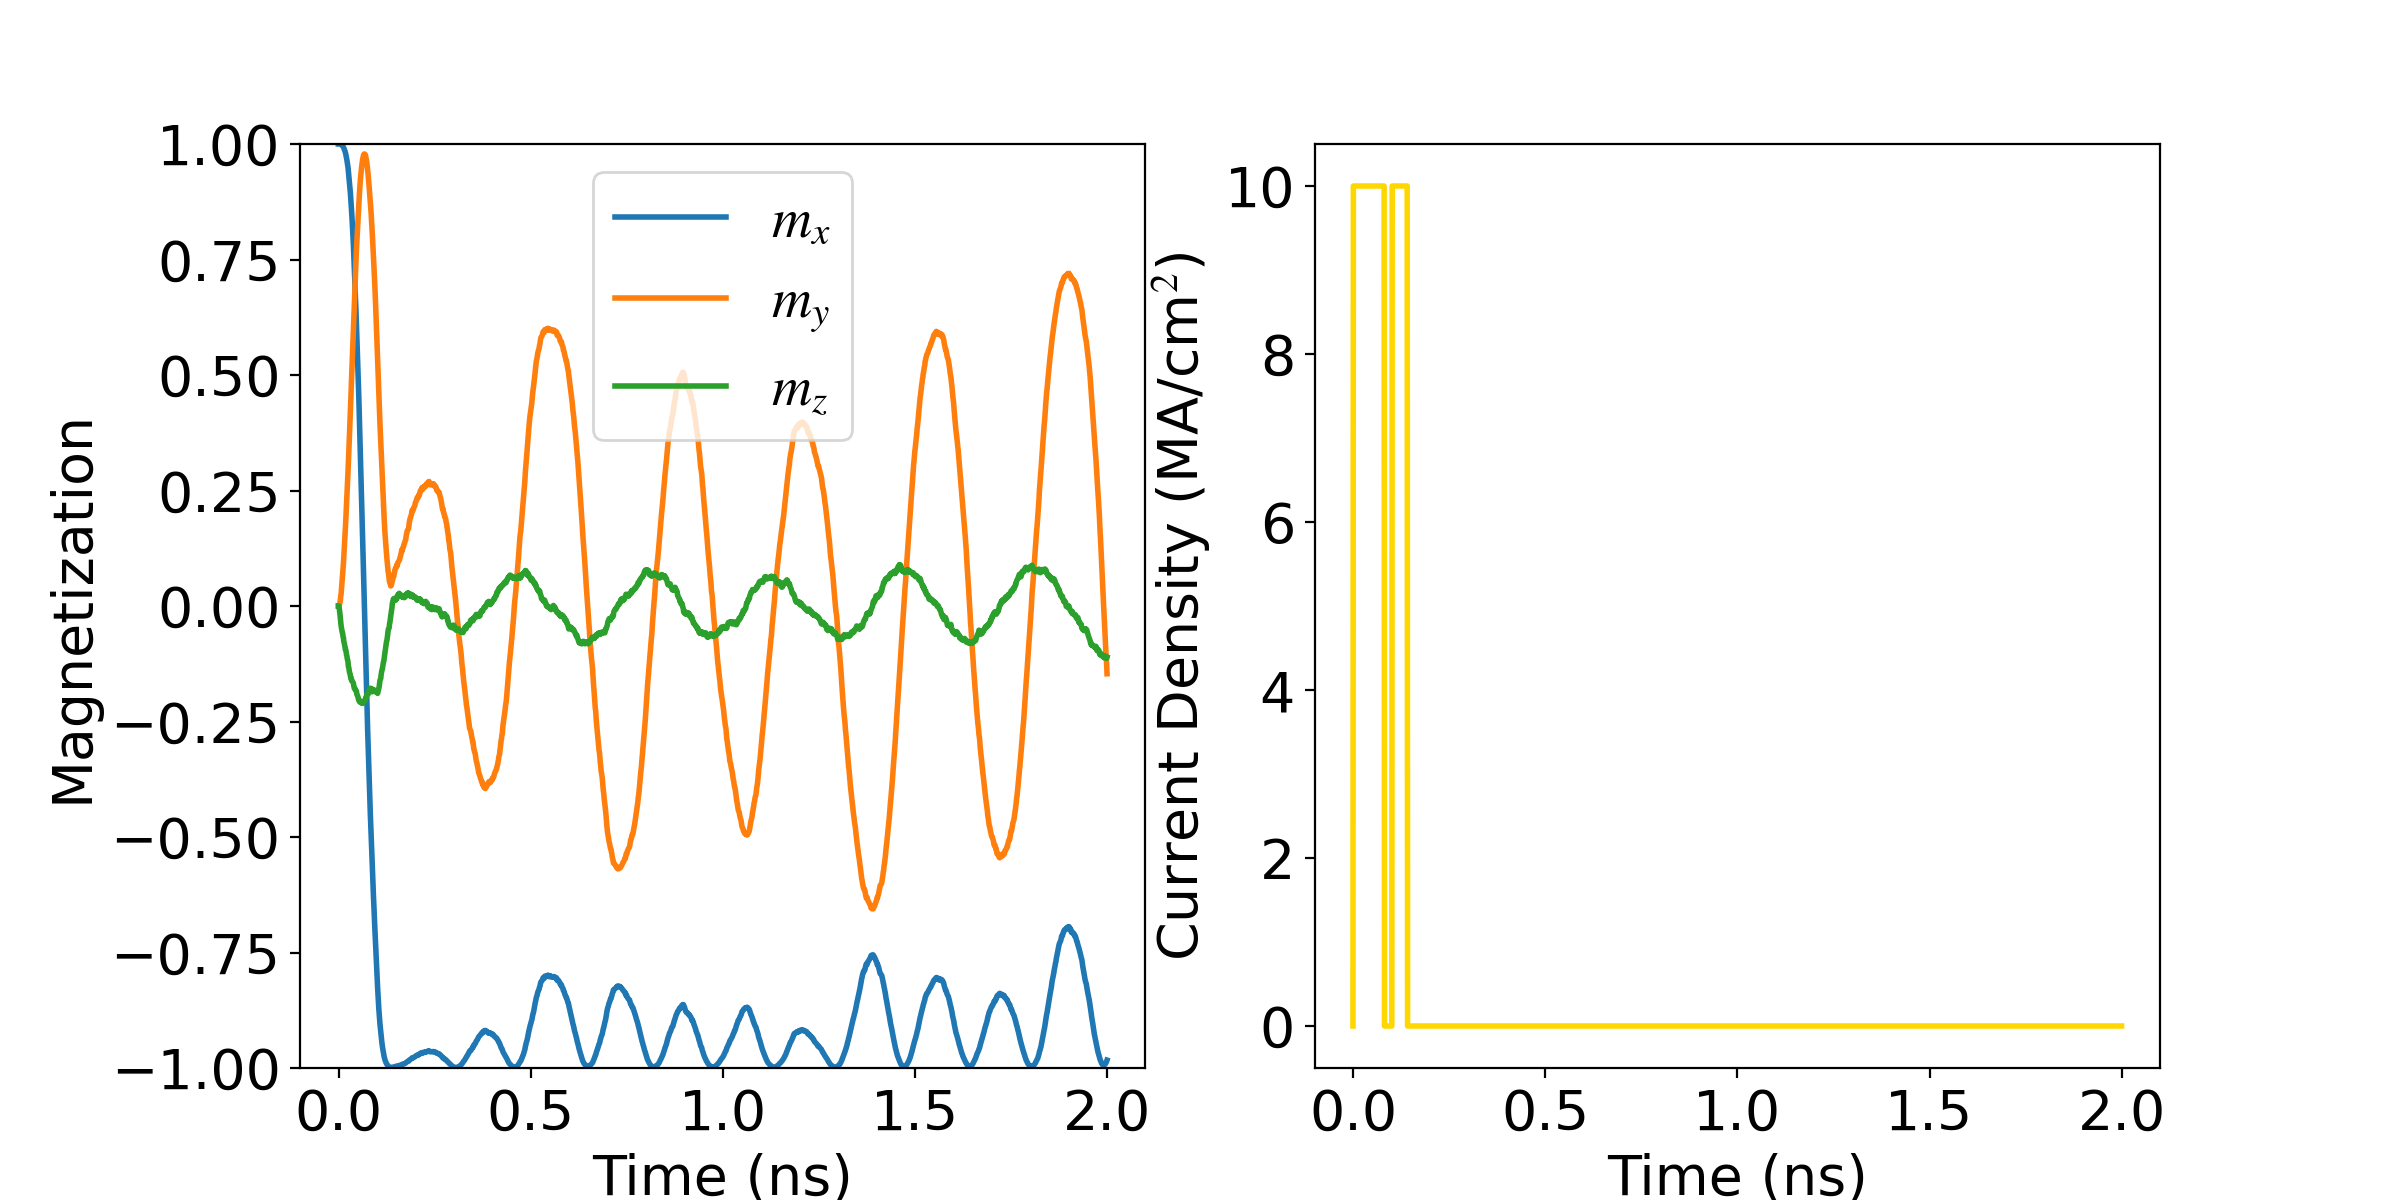 Magnetization
1.00
0.75
0.50
0.25
0.00
−0.25
−0.50
−0.75
−1.00
0.0 0.5 1.0 1.5 2.0
Time (ns)
m_x
m_y
m_z
Current Density (MA/cm²)
10
8
6
4
2
0
0.0 0.5 1.0 1.5 2.0
Time (ns)